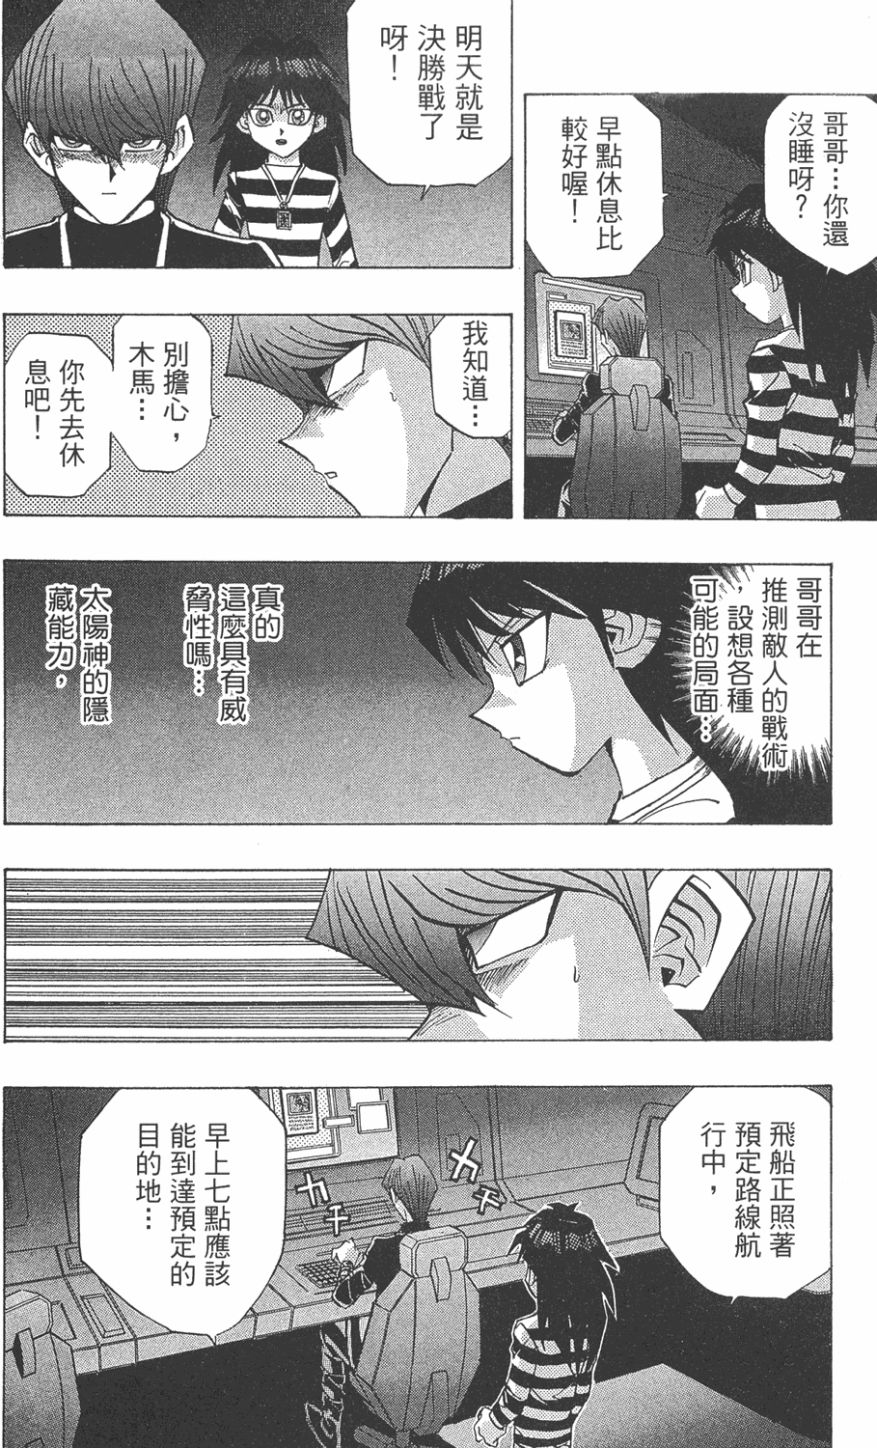 哥哥…你還
沒睡呀？
早點休息比
較好喔！
明天就是
決勝戰了
呀！
我知道…
別擔心，
木馬…
你先去休
息吧！
哥哥在
推測敵人的戰術
，設想各種
可能的局面…
真的
這麼具有威
脅性嗎…
太陽神的隱
藏能力，
飛船正照著
預定路線航
行中，
早上七點應該
能到達預定的
目的地…
カ
チ
カ
チ